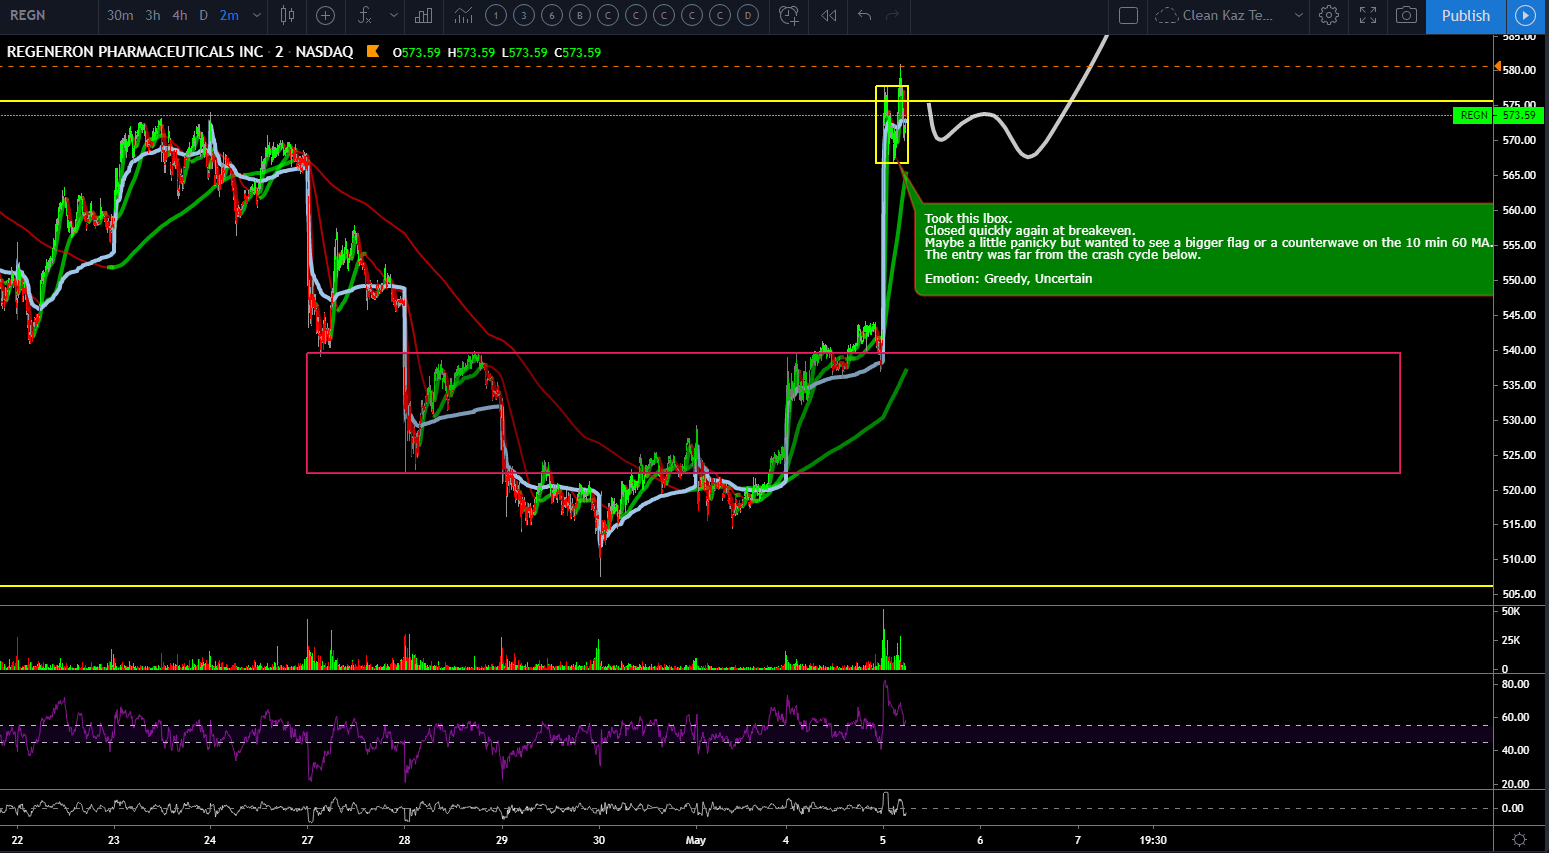 REGN 30m 3h 4h D 2m 1 3 6 B C C C C C D Clean Kaz Te... Publish
REGENERON PHARMACEUTICALS INC · 2 · NASDAQ O573.59 H573.59 L573.59 C573.59
585.00
580.00
575.00
REGN 573.59
570.00
565.00
560.00
555.00
550.00
545.00
540.00
535.00
530.00
525.00
520.00
515.00
510.00
505.00
Took this lbox.
Closed quickly again at breakeven.
Maybe a little panicky but wanted to see a bigger flag or a counterwave on the 10 min 60 MA.
The entry was far from the crash cycle below.
Emotion: Greedy, Uncertain
50K
25K
0
80.00
60.00
40.00
20.00
0.00
22 23 24 27 28 29 30 May 4 5 6 7 19:30